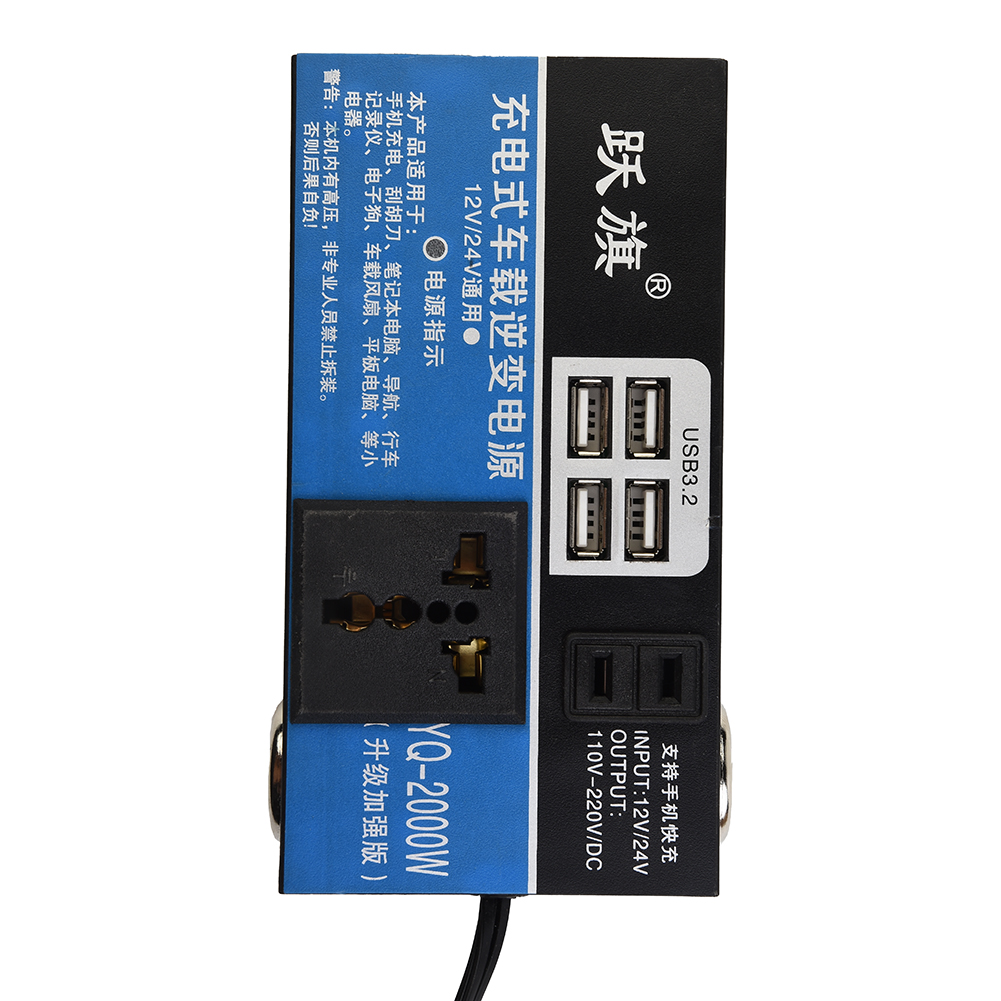 跃旗®
USB3.2
支持手机快充
INPUT:12V/24V
OUTPUT:
110V-220V/DC
充电式车载逆变电源
12V/24V通用
电源指示
本产品适用于：
手机充电、刮胡刀、笔记本电脑、导航、行车
记录仪、电子狗、车载风扇、平板电脑、等小
电器。
警告：本机内有高压，非专业人员禁止拆装。
否则后果自负！
YQ-2000W
（升级加强版）